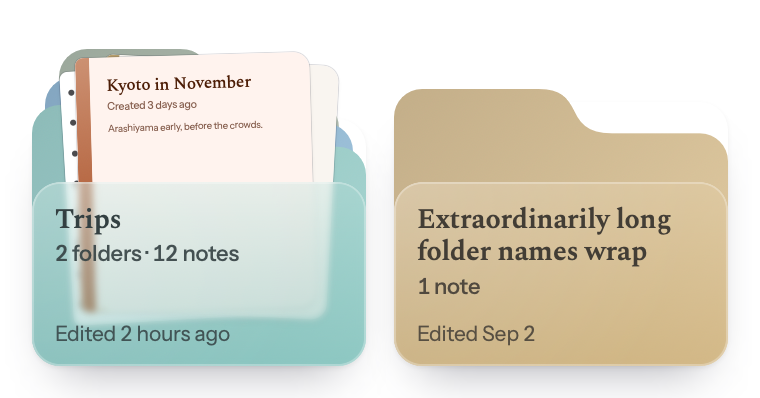 Kyoto in November
Created 3 days ago
Arashiyama early, before the crowds.
Trips
2 folders · 12 notes
Edited 2 hours ago
Extraordinarily long
folder names wrap
1 note
Edited Sep 2